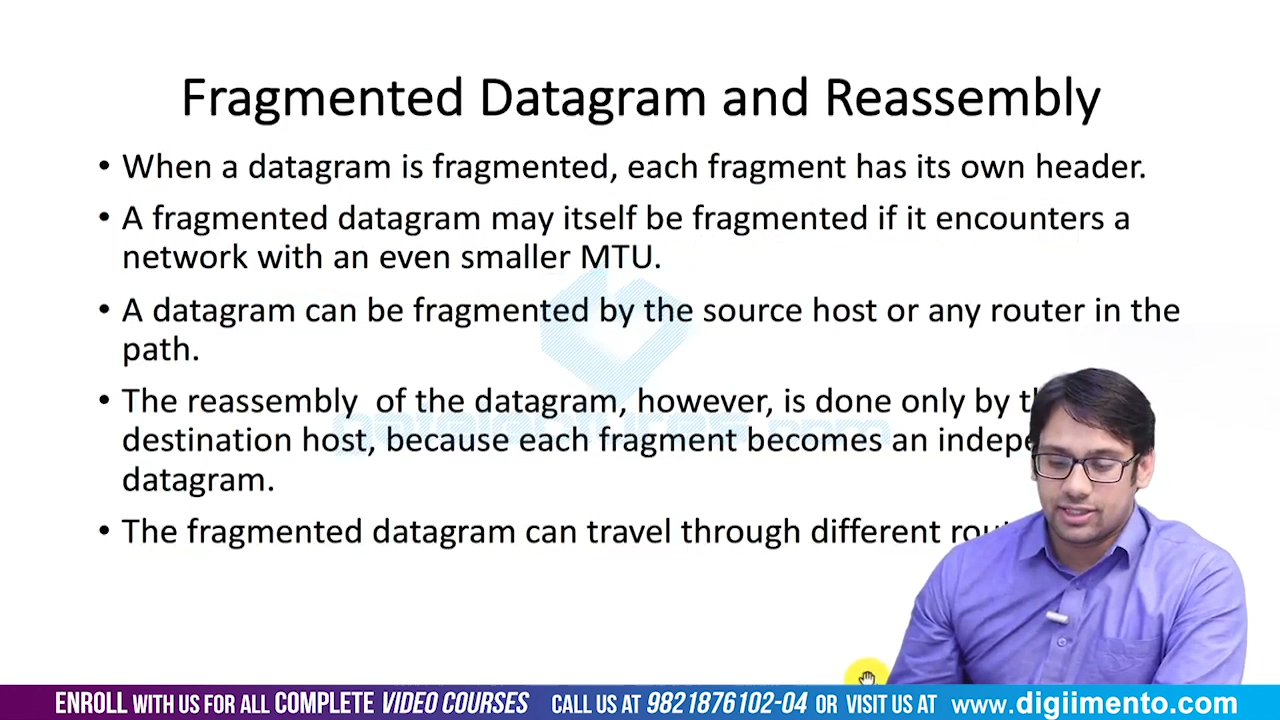 Fragmented Datagram and Reassembly
• When a datagram is fragmented, each fragment has its own header.
• A fragmented datagram may itself be fragmented if it encounters a
network with an even smaller MTU.
• A datagram can be fragmented by the source host or any router in the
path.
• The reassembly of the datagram, however, is done only by
destination host, because each fragment becomes an
datagram.
• The fragmented datagram can travel through different
ENROLL WITH US FOR ALL COMPLETE VIDEO COURSES CALL US AT 9821876102-04 OR VISIT US AT www.digiimento.com